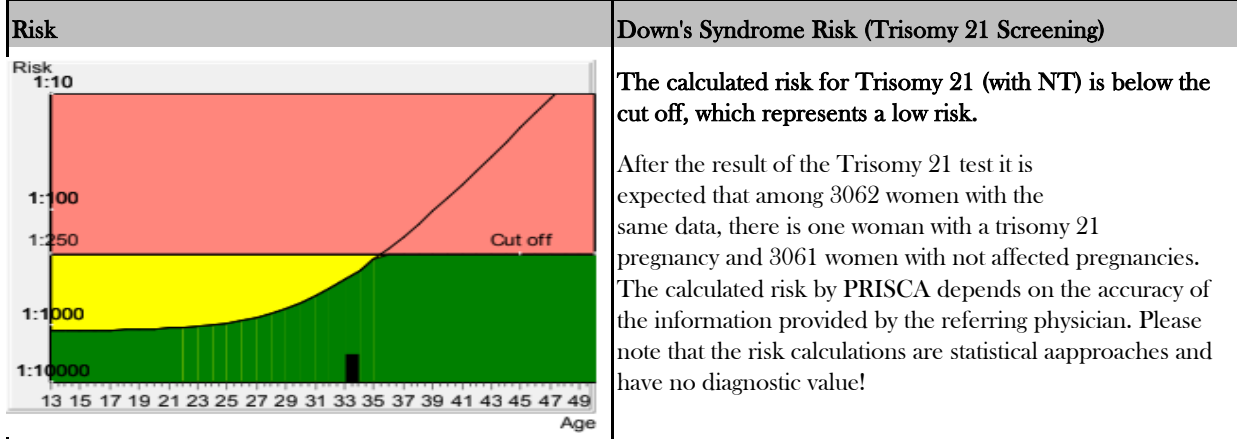 Risk
Down's Syndrome Risk (Trisomy 21 Screening)
Risk
1:10
1:100
1:250
Cut off
1:1000
1:10000
13 15 17 19 21 23 25 27 29 31 33 35 37 39 41 43 45 47 49
Age
The calculated risk for Trisomy 21 (with NT) is below the
cut off, which represents a low risk.
After the result of the Trisomy 21 test it is
expected that among 3062 women with the
same data, there is one woman with a trisomy 21
pregnancy and 3061 women with not affected pregnancies.
The calculated risk by PRISCA depends on the accuracy of
the information provided by the referring physician. Please
note that the risk calculations are statistical aapproaches and
have no diagnostic value!